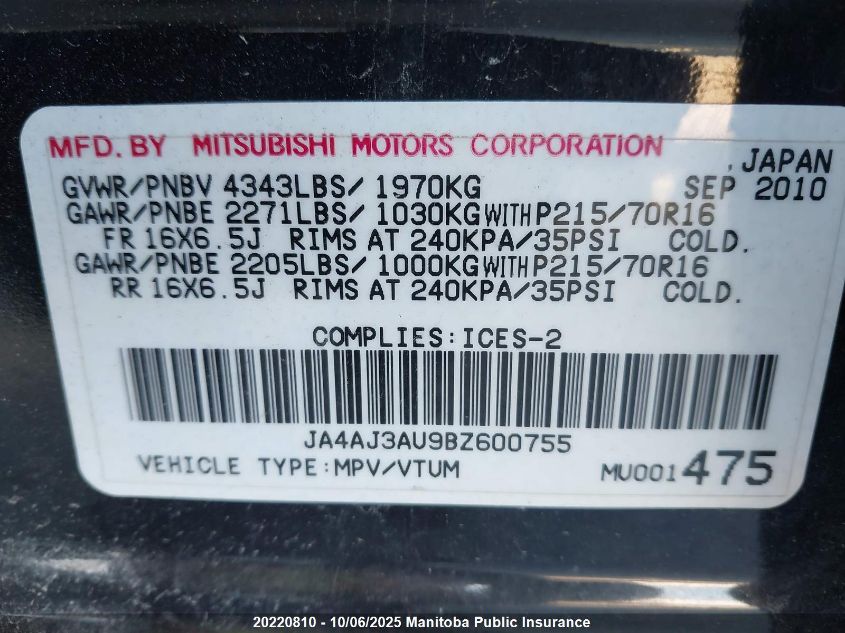 MFD. BY MITSUBISHI MOTORS CORPORATION
, JAPAN
GVWR/PNBV 4343LBS/ 1970KG SEP 2010
GAWR/PNBE 2271LBS/ 1030KG WITH P215/70R16
FR 16X6.5J RIMS AT 240KPA/35PSI COLD.
GAWR/PNBE 2205LBS/ 1000KG WITH P215/70R16
RR 16X6.5J RIMS AT 240KPA/35PSI COLD.
COMPLIES:ICES-2
JA4AJ3AU9BZ600755
VEHICLE TYPE:MPV/VTUM MU001475
20220810 - 10/06/2025 Manitoba Public Insurance